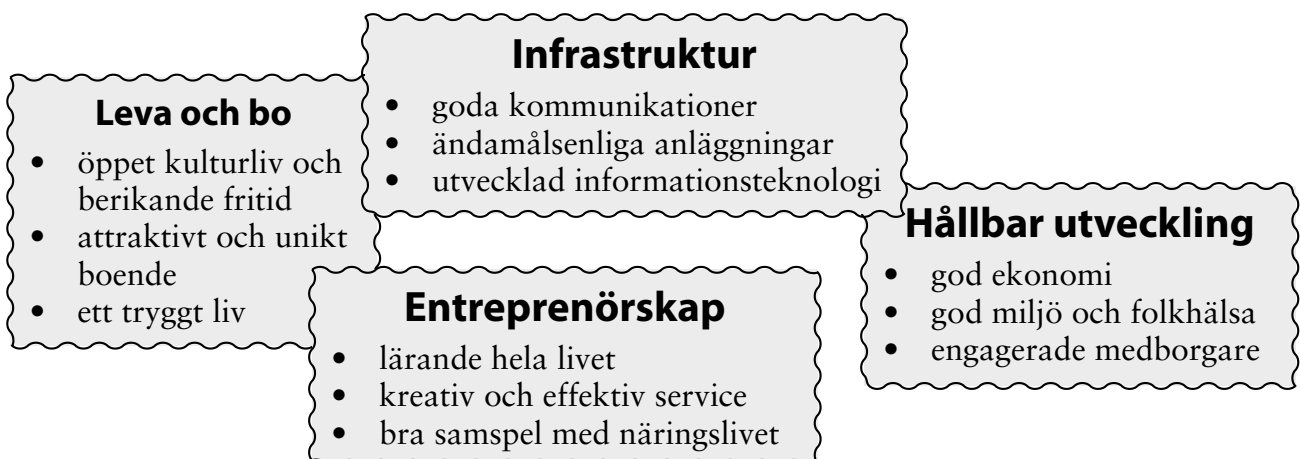 Leva och bo
• öppet kulturliv och
berikande fritid
• attraktivt och unikt
boende
• ett tryggt liv
Infrastruktur
• goda kommunikationer
• ändamålsenliga anläggningar
• utvecklad informationsteknologi
Entreprenörskap
• lärande hela livet
• kreativ och effektiv service
• bra samspel med näringslivet
Hållbar utveckling
• god ekonomi
• god miljö och folkhälsa
• engagerade medborgare